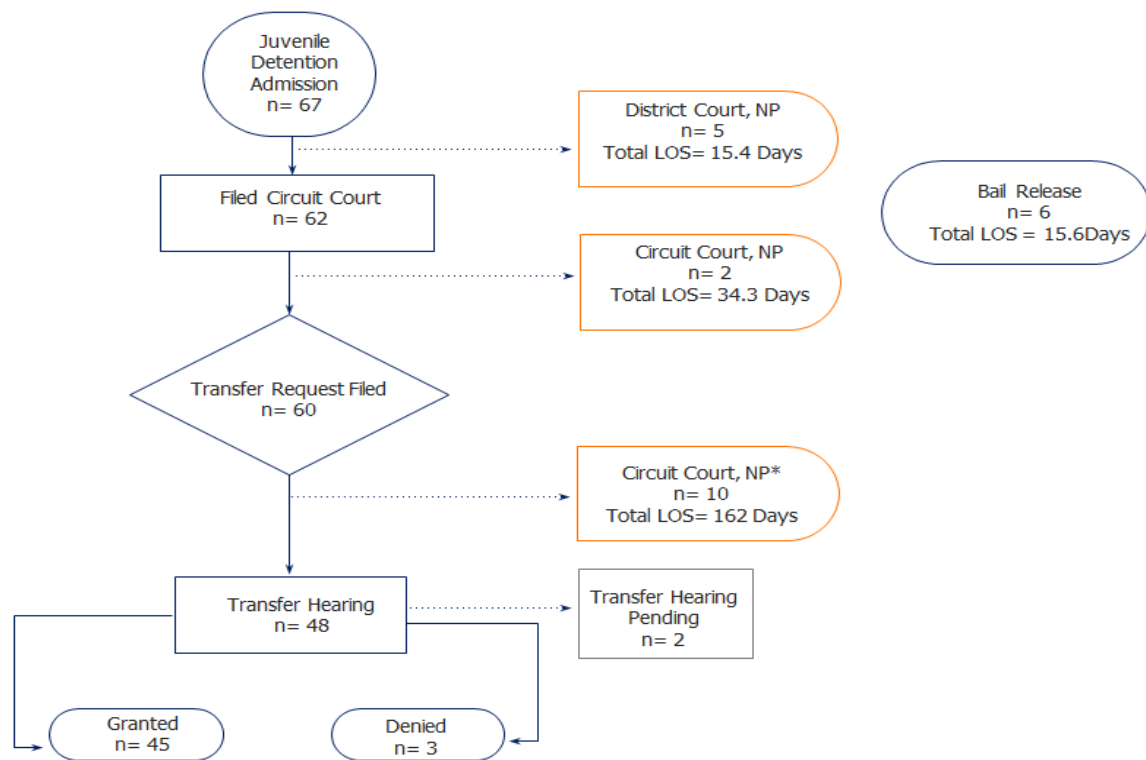 Juvenile
Detention
Admission
n= 67
District Court, NP
n= 5
Total LOS= 15.4 Days
Filed Circuit Court
n= 62
Bail Release
n= 6
Total LOS = 15.6Days
Circuit Court, NP
n= 2
Total LOS= 34.3 Days
Transfer Request Filed
n= 60
Circuit Court, NP*
n= 10
Total LOS= 162 Days
Transfer Hearing
n= 48
Transfer Hearing
Pending
n= 2
Granted
n= 45
Denied
n= 3